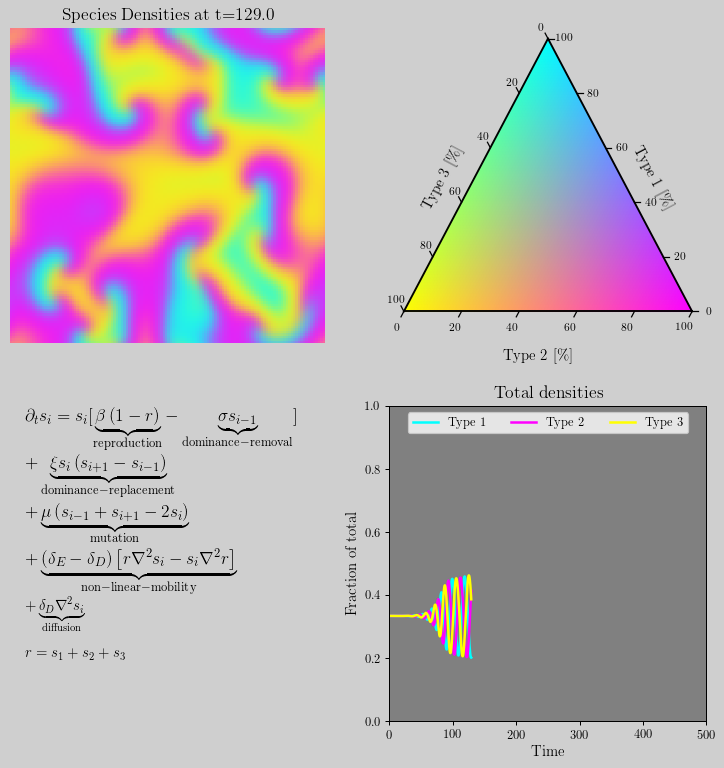 Species Densities at t=129.0
0
100
20
80
40
60
Type 3 [%]
Type 1 [%]
60
40
80
20
100
0
0 20 40 60 80 100
Type 2 [%]
∂ₜsᵢ = sᵢ[β (1 − r) − σsᵢ₋₁ ]
reproduction dominance−removal
+ ξsᵢ (sᵢ₊₁ − sᵢ₋₁)
dominance−replacement
+ μ (sᵢ₋₁ + sᵢ₊₁ − 2sᵢ)
mutation
+ (δ_E − δ_D) [r∇²sᵢ − sᵢ∇²r]
non−linear−mobility
+ δ_D∇²sᵢ
diffusion
r = s₁ + s₂ + s₃
Total densities
Type 1 Type 2 Type 3
1.0
0.8
0.6
0.4
0.2
0.0
Fraction of total
0 100 200 300 400 500
Time